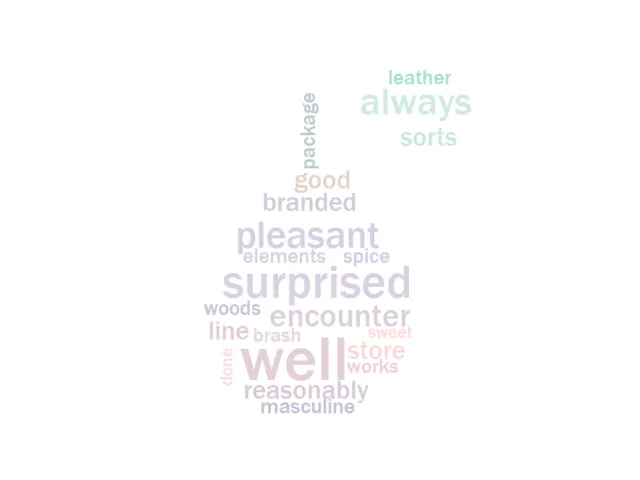 leather
always
sorts
package
good
branded
pleasant
elements spice
surprised
woods encounter
line brash sweet
well store
done works
reasonably
masculine